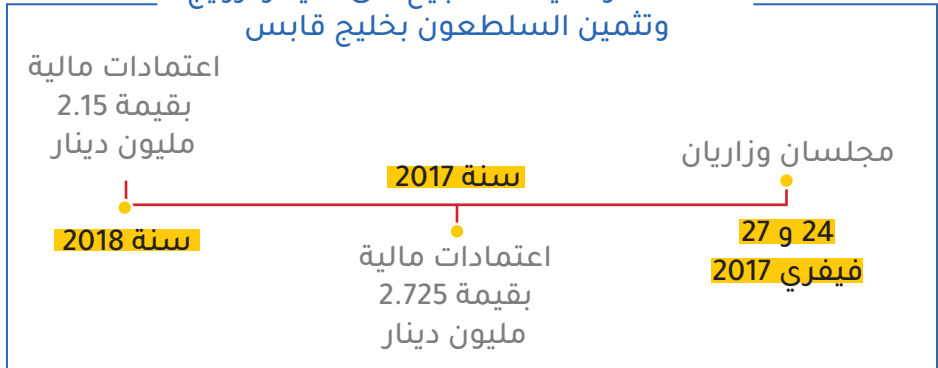 وتثمين السلطعون بخليج قابس
مجلسان وزاريان
24 و 27
فيفري 2017
سنة 2017
اعتمادات مالية
بقيمة 2.725
مليون دينار
اعتمادات مالية
بقيمة 2.15
مليون دينار
سنة 2018